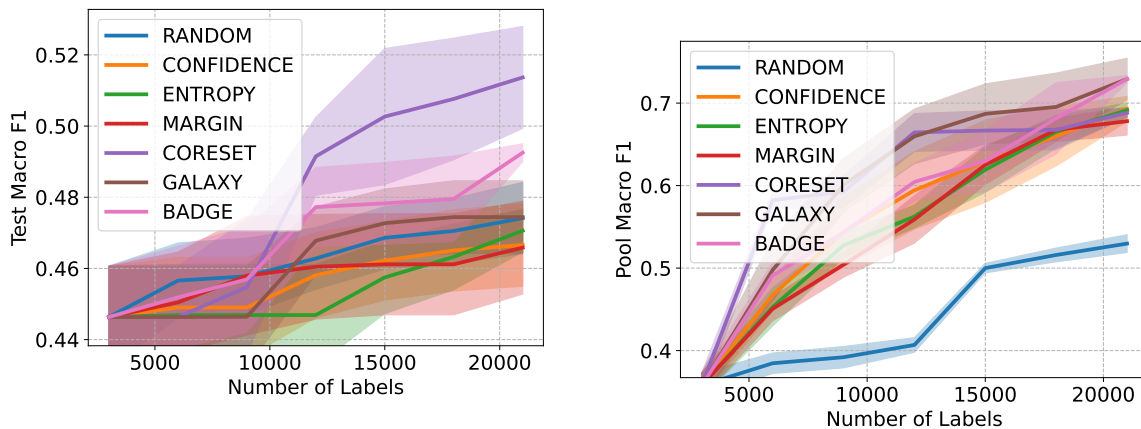 0.52
0.50
0.48
0.46
0.44
Test Macro F1
RANDOM
CONFIDENCE
ENTROPY
MARGIN
CORESET
GALAXY
BADGE
5000 10000 15000 20000
Number of Labels
0.7
0.6
0.5
0.4
Pool Macro F1
RANDOM
CONFIDENCE
ENTROPY
MARGIN
CORESET
GALAXY
BADGE
5000 10000 15000 20000
Number of Labels